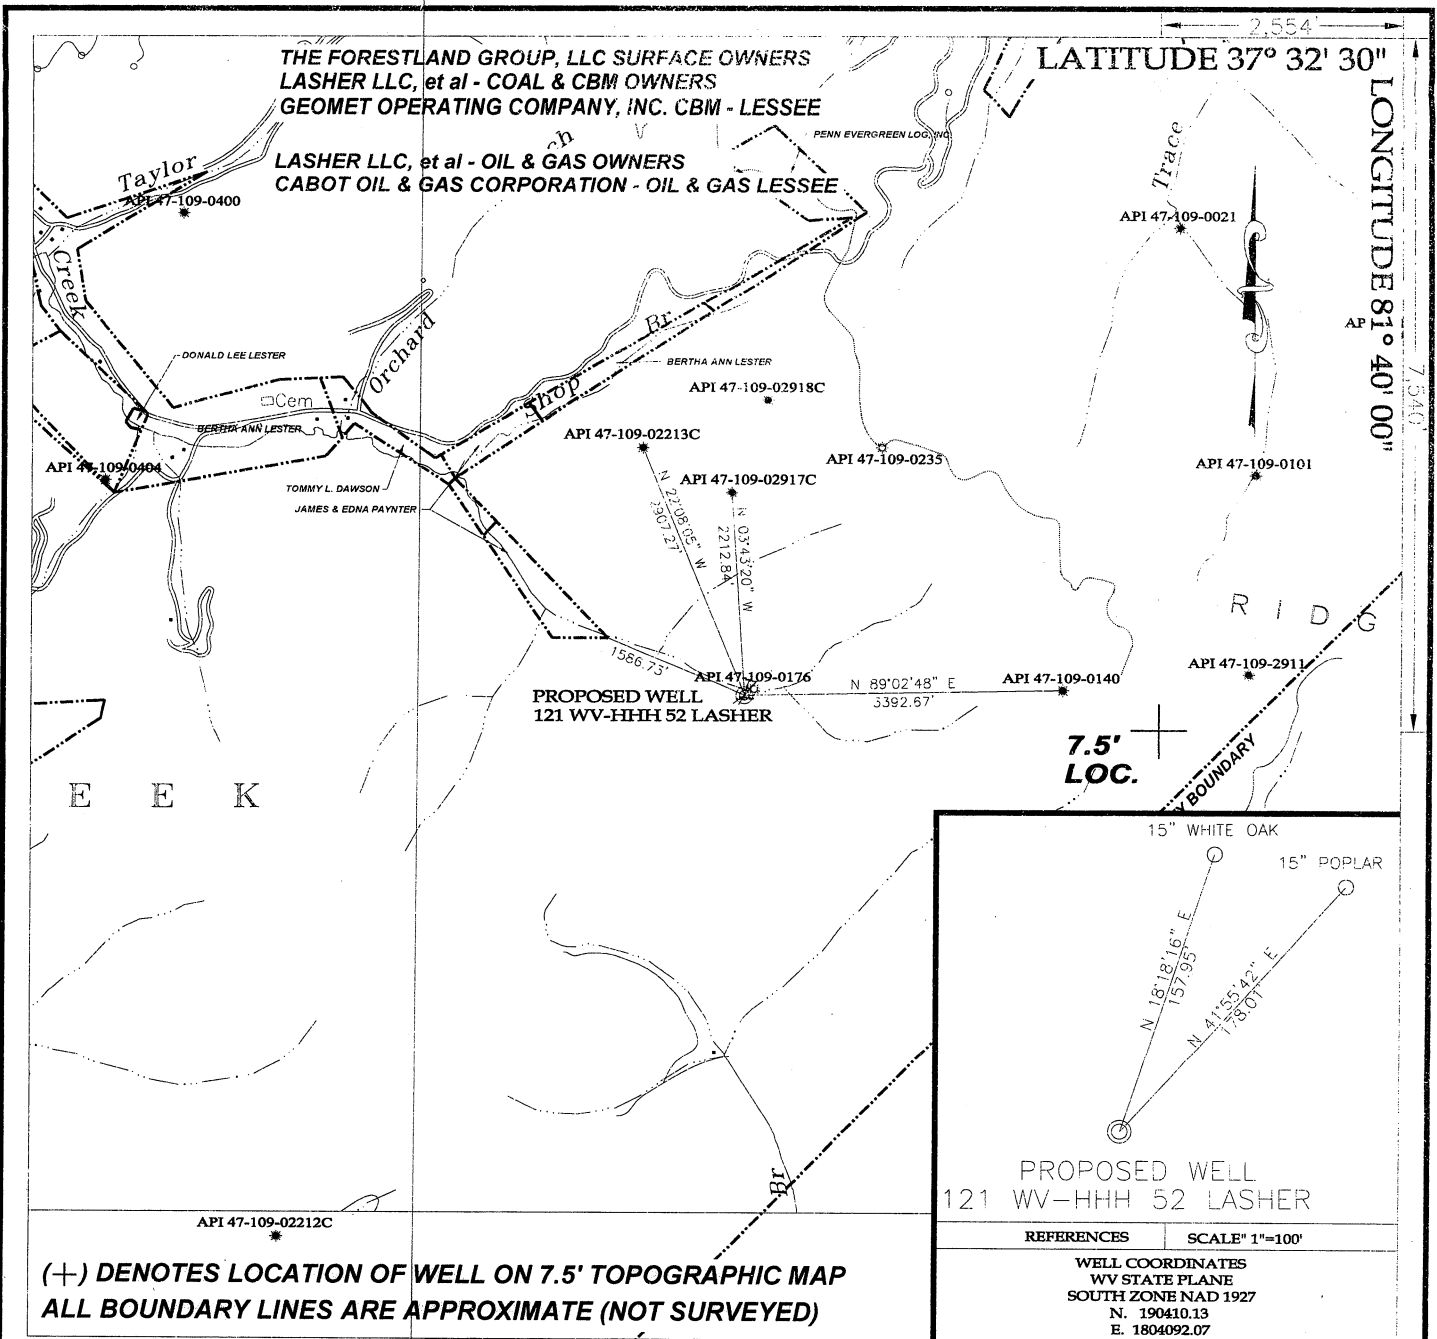 2,554'
LATITUDE 37° 32' 30"
LONGITUDE 81° 40' 00"
7,540'
THE FORESTLAND GROUP, LLC SURFACE OWNERS
LASHER LLC, et al - COAL & CBM OWNERS
GEOMET OPERATING COMPANY, INC. CBM - LESSEE
LASHER LLC, et al - OIL & GAS OWNERS
CABOT OIL & GAS CORPORATION - OIL & GAS LESSEE
ch
PENN EVERGREEN LOG, INC
Taylor
API 47-109-0400
Trace
API 47-109-0021
Creek
AP
Orchard
Br
Shop
DONALD LEE LESTER
BERTHA ANN LESTER
API 47-109-02918C
Cem
BERTHA ANN LESTER
API 47-109-02213C
API 47-109-0404
API 47-109-0235
API 47-109-0101
API 47-109-02917C
TOMMY L. DAWSON
JAMES & EDNA PAYNTER
N 22°08'05" W
2907.27'
N 03°43'20" W
2212.84'
R I D G
1586.73'
API 47-109-0176
N 89°02'48" E
3392.67'
API 47-109-0140
API 47-109-2911
PROPOSED WELL
121 WV-HHH 52 LASHER
7.5'
LOC.
Y BOUNDARY
E E K
15" WHITE OAK
15" POPLAR
N 18°18'16" E
157.95'
N 41°55'42" E
178.01'
PROPOSED WELL
121 WV-HHH 52 LASHER
Br
REFERENCES SCALE" 1"=100'
WELL COORDINATES
WV STATE PLANE
SOUTH ZONE NAD 1927
N. 190410.13
E. 1804092.07
API 47-109-02212C
(+) DENOTES LOCATION OF WELL ON 7.5' TOPOGRAPHIC MAP
ALL BOUNDARY LINES ARE APPROXIMATE (NOT SURVEYED)